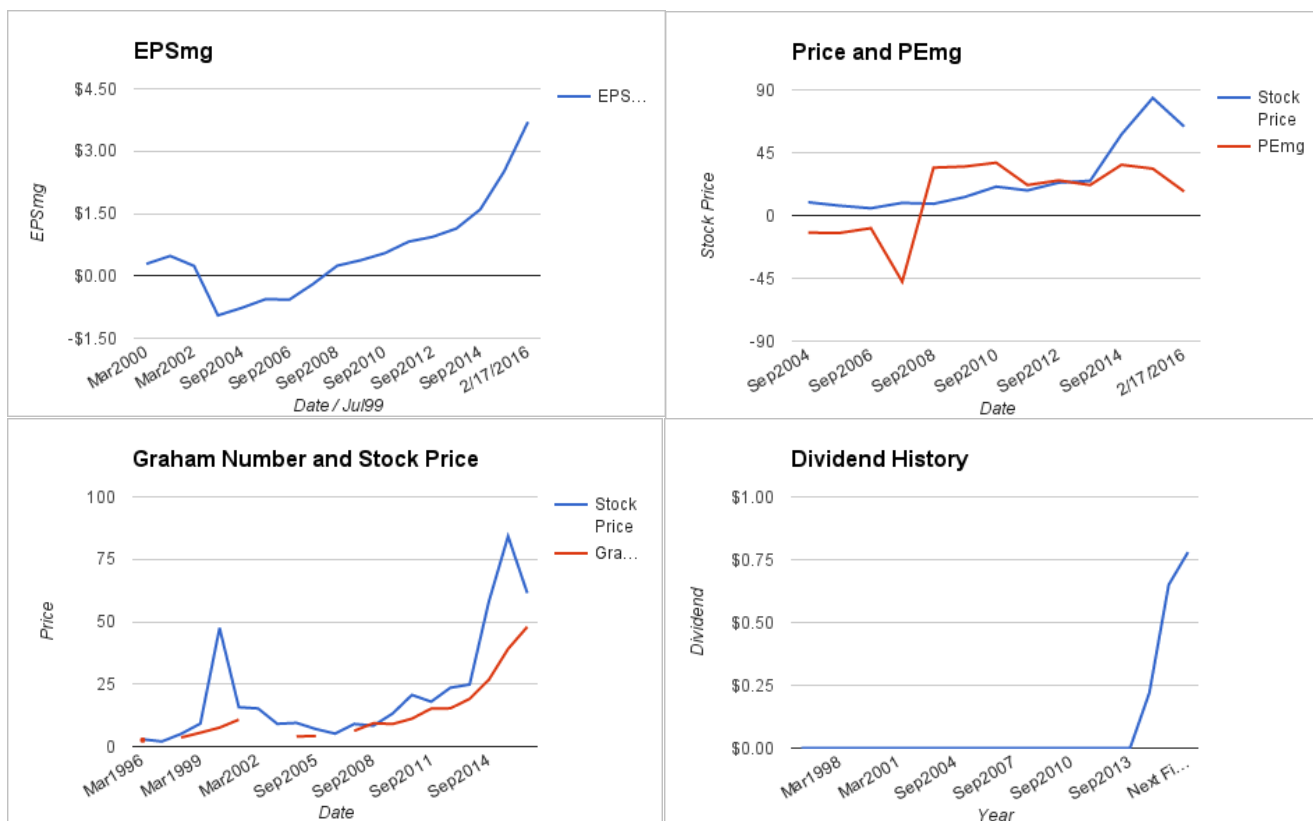 EPSmg
$4.50
$3.00
$1.50
$0.00
-$1.50
EPSmg
EPS…
Mar2000
Mar2002
Sep2004
Sep2006
Sep2008
Sep2010
Sep2012
Sep2014
2/17/2016
Date / Jul99
Price and PEmg
90
45
0
-45
-90
Stock Price
Stock
Price
PEmg
Sep2004
Sep2006
Sep2008
Sep2010
Sep2012
Sep2014
2/17/2016
Date
Graham Number and Stock Price
100
75
50
25
0
Price
Stock
Price
Gra…
Mar1996
Mar1999
Mar2002
Sep2005
Sep2008
Sep2011
Sep2014
Date
Dividend History
$1.00
$0.75
$0.50
$0.25
$0.00
Dividend
Mar1998
Mar2001
Sep2004
Sep2007
Sep2010
Sep2013
Next Fi…
Year